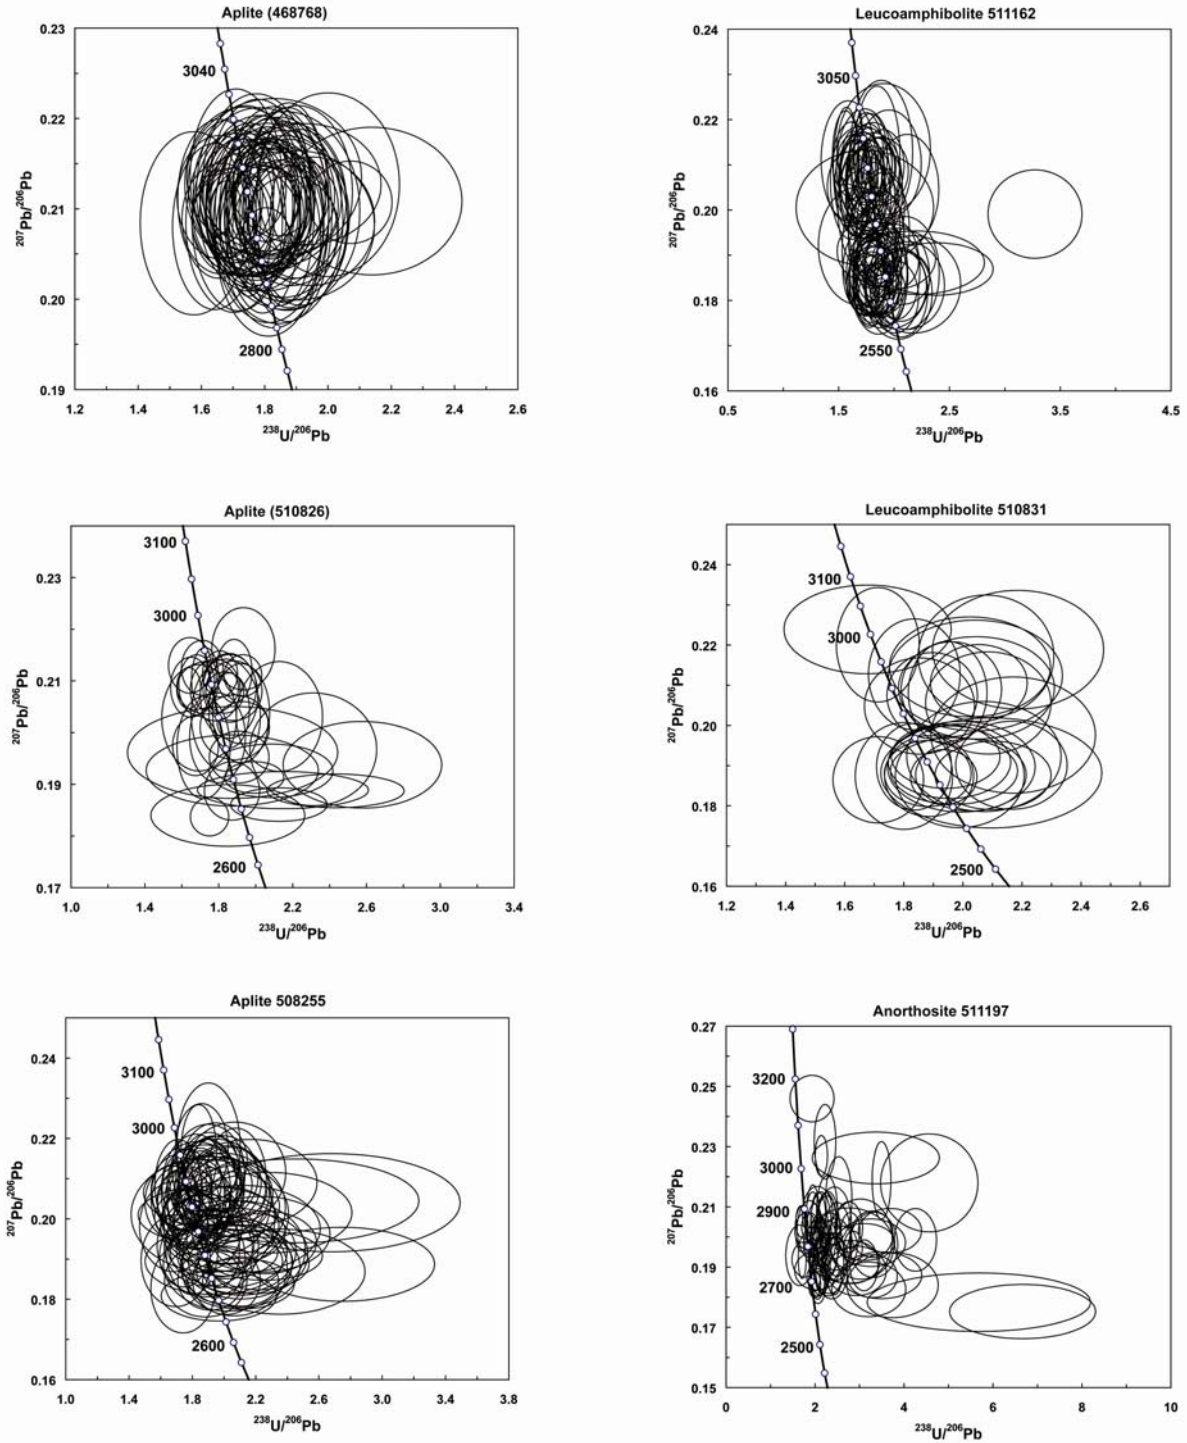 Aplite (468768)
0.23
0.22
0.21
0.20
0.19
²⁰⁷Pb/²⁰⁶Pb
3040
2800
1.2 1.4 1.6 1.8 2.0 2.2 2.4 2.6
²³⁸U/²⁰⁶Pb
Leucoamphibolite 511162
0.24
0.22
0.20
0.18
0.16
²⁰⁷Pb/²⁰⁶Pb
3050
2550
0.5 1.5 2.5 3.5 4.5
²³⁸U/²⁰⁶Pb
Aplite (510826)
0.23
0.21
0.19
0.17
²⁰⁷Pb/²⁰⁶Pb
3100
3000
2600
1.0 1.4 1.8 2.2 2.6 3.0 3.4
²³⁸U/²⁰⁶Pb
Leucoamphibolite 510831
0.24
0.22
0.20
0.18
0.16
²⁰⁷Pb/²⁰⁶Pb
3100
3000
2500
1.2 1.4 1.6 1.8 2.0 2.2 2.4 2.6
²³⁸U/²⁰⁶Pb
Aplite 508255
0.24
0.22
0.20
0.18
0.16
²⁰⁷Pb/²⁰⁶Pb
3100
3000
2600
1.0 1.4 1.8 2.2 2.6 3.0 3.4 3.8
²³⁸U/²⁰⁶Pb
Anorthosite 511197
0.27
0.25
0.23
0.21
0.19
0.17
0.15
²⁰⁷Pb/²⁰⁶Pb
3200
3000
2900
2700
2500
0 2 4 6 8 10
²³⁸U/²⁰⁶Pb